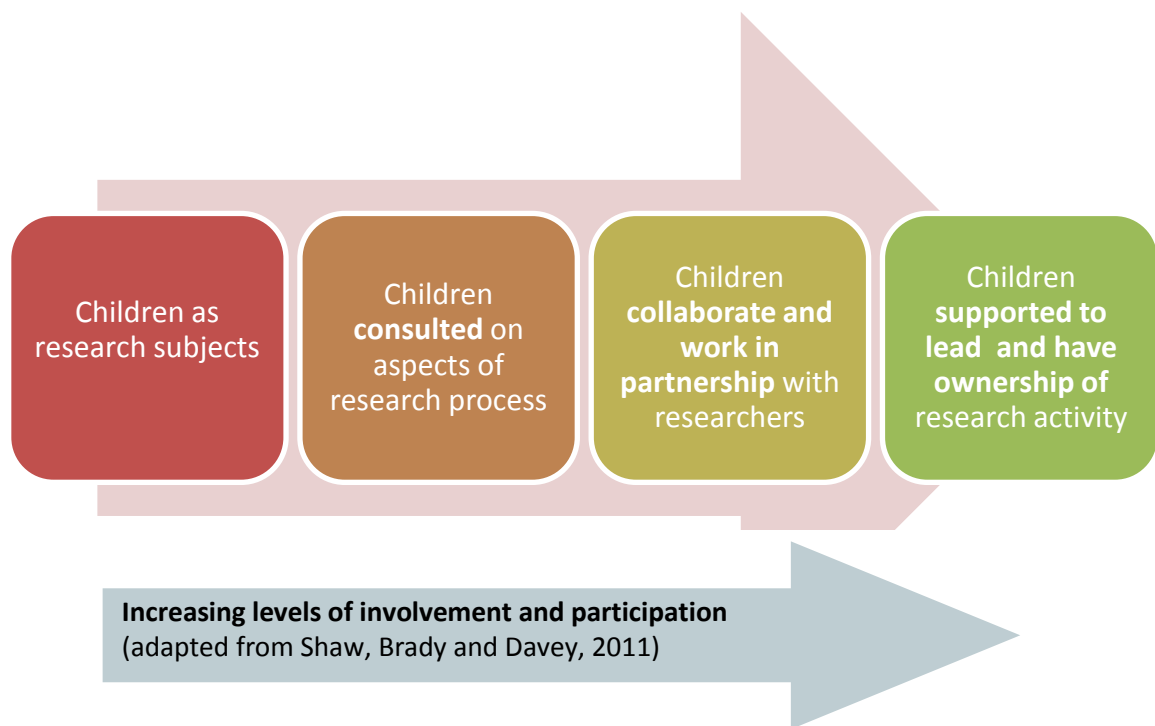 Children as
research subjects
Children
consulted on
aspects of
research process
Children
collaborate and
work in
partnership with
researchers
Children
supported to
lead  and have
ownership of
research activity
Increasing levels of involvement and participation
(adapted from Shaw, Brady and Davey, 2011)